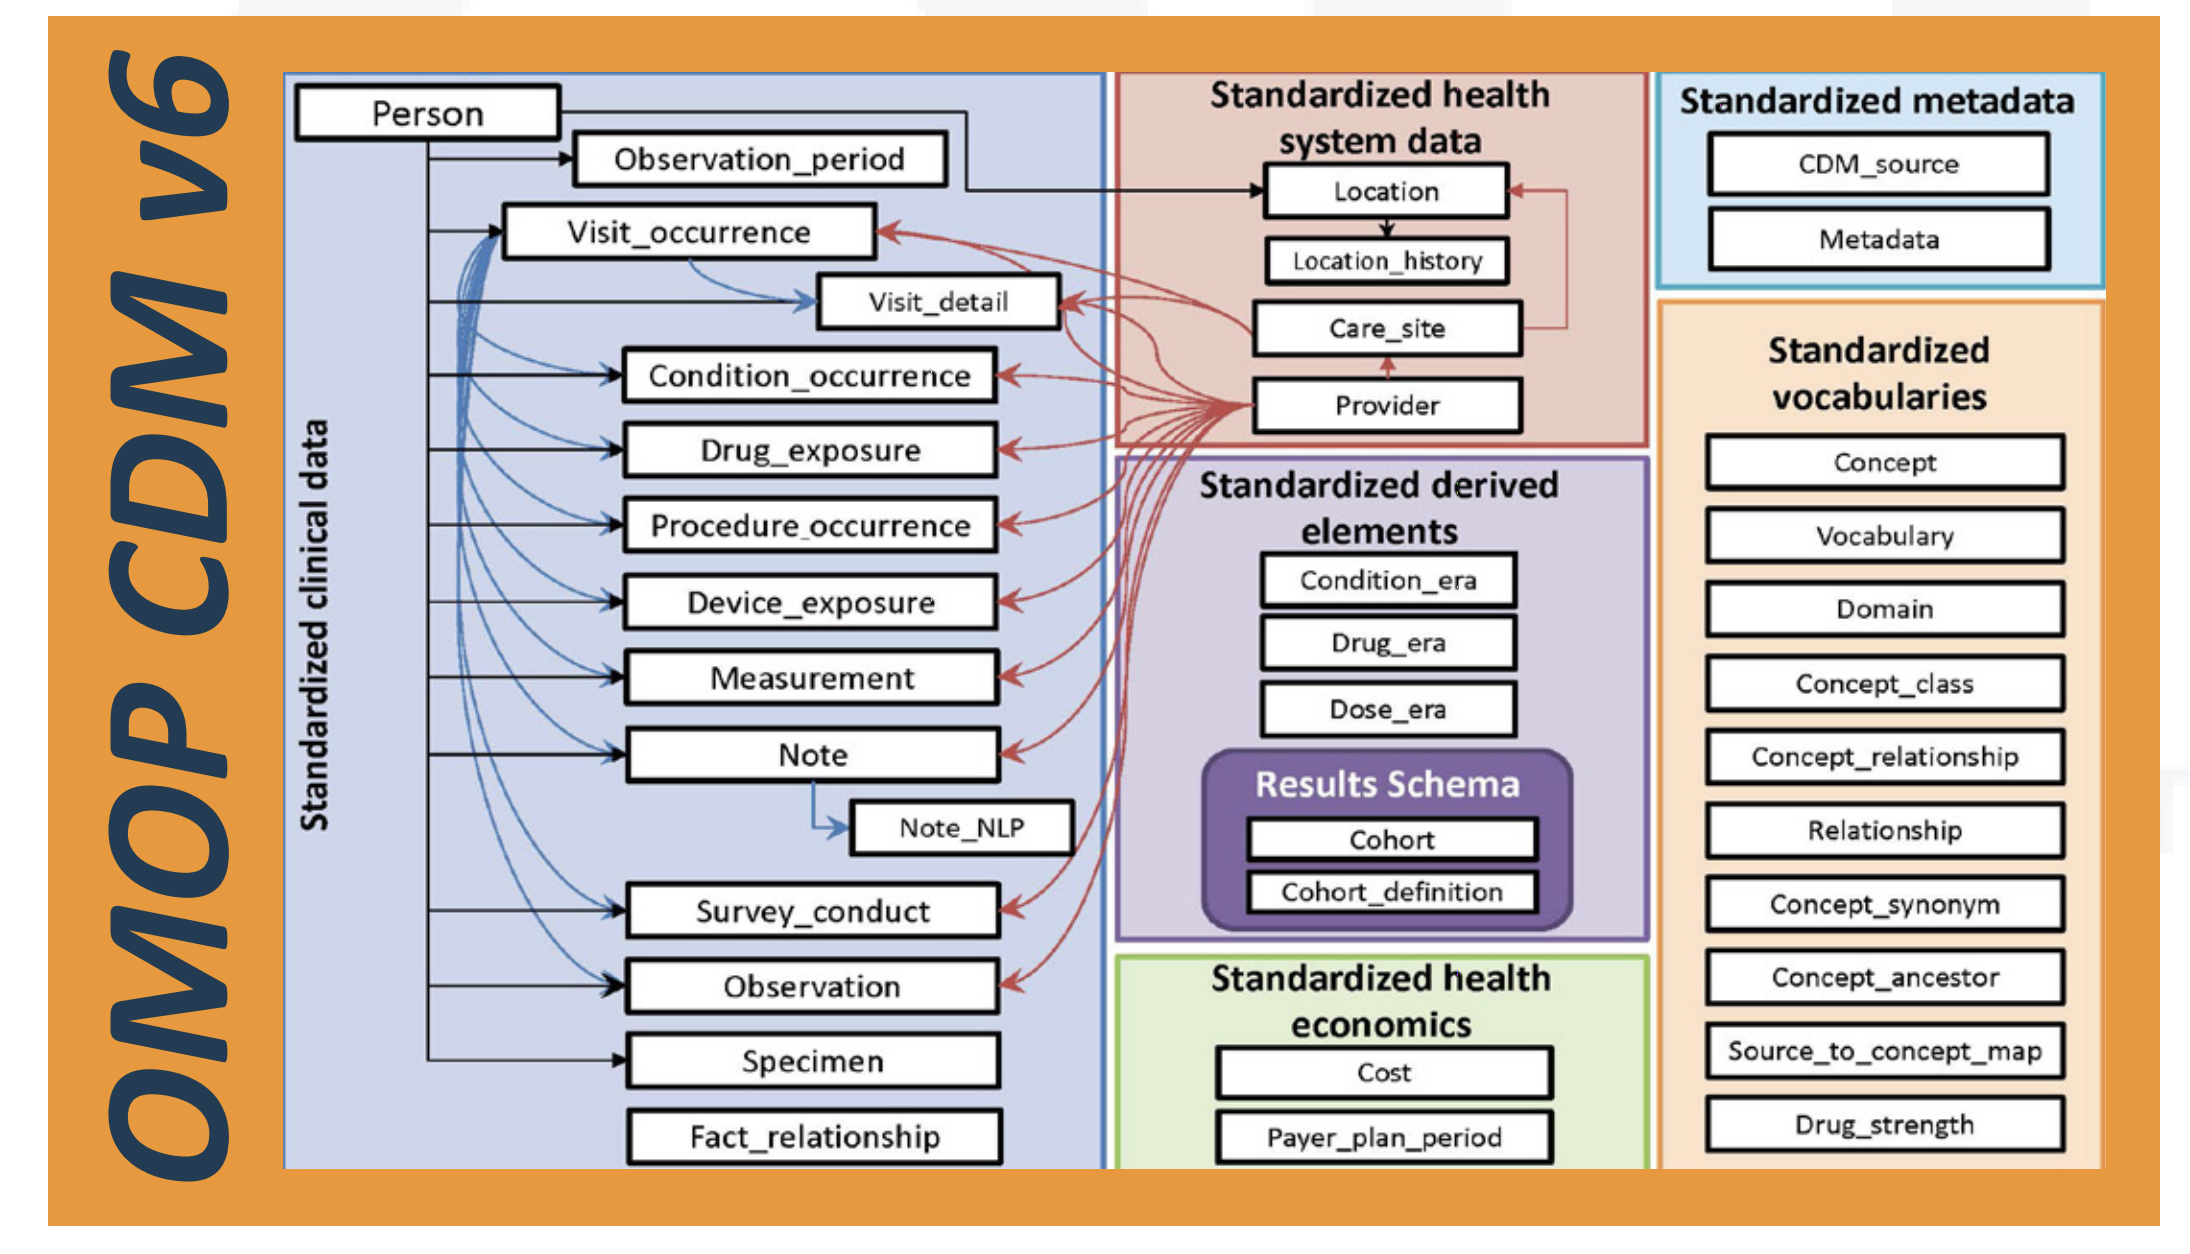 OMOP CDM v6
Standardized clinical data
Person
Observation_period
Visit_occurrence
Visit_detail
Condition_occurrence
Drug_exposure
Procedure_occurrence
Device_exposure
Measurement
Note
Note_NLP
Survey_conduct
Observation
Specimen
Fact_relationship
Standardized health
system data
Location
Location_history
Care_site
Provider
Standardized derived
elements
Condition_era
Drug_era
Dose_era
Results Schema
Cohort
Cohort_definition
Standardized health
economics
Cost
Payer_plan_period
Standardized metadata
CDM_source
Metadata
Standardized
vocabularies
Concept
Vocabulary
Domain
Concept_class
Concept_relationship
Relationship
Concept_synonym
Concept_ancestor
Source_to_concept_map
Drug_strength